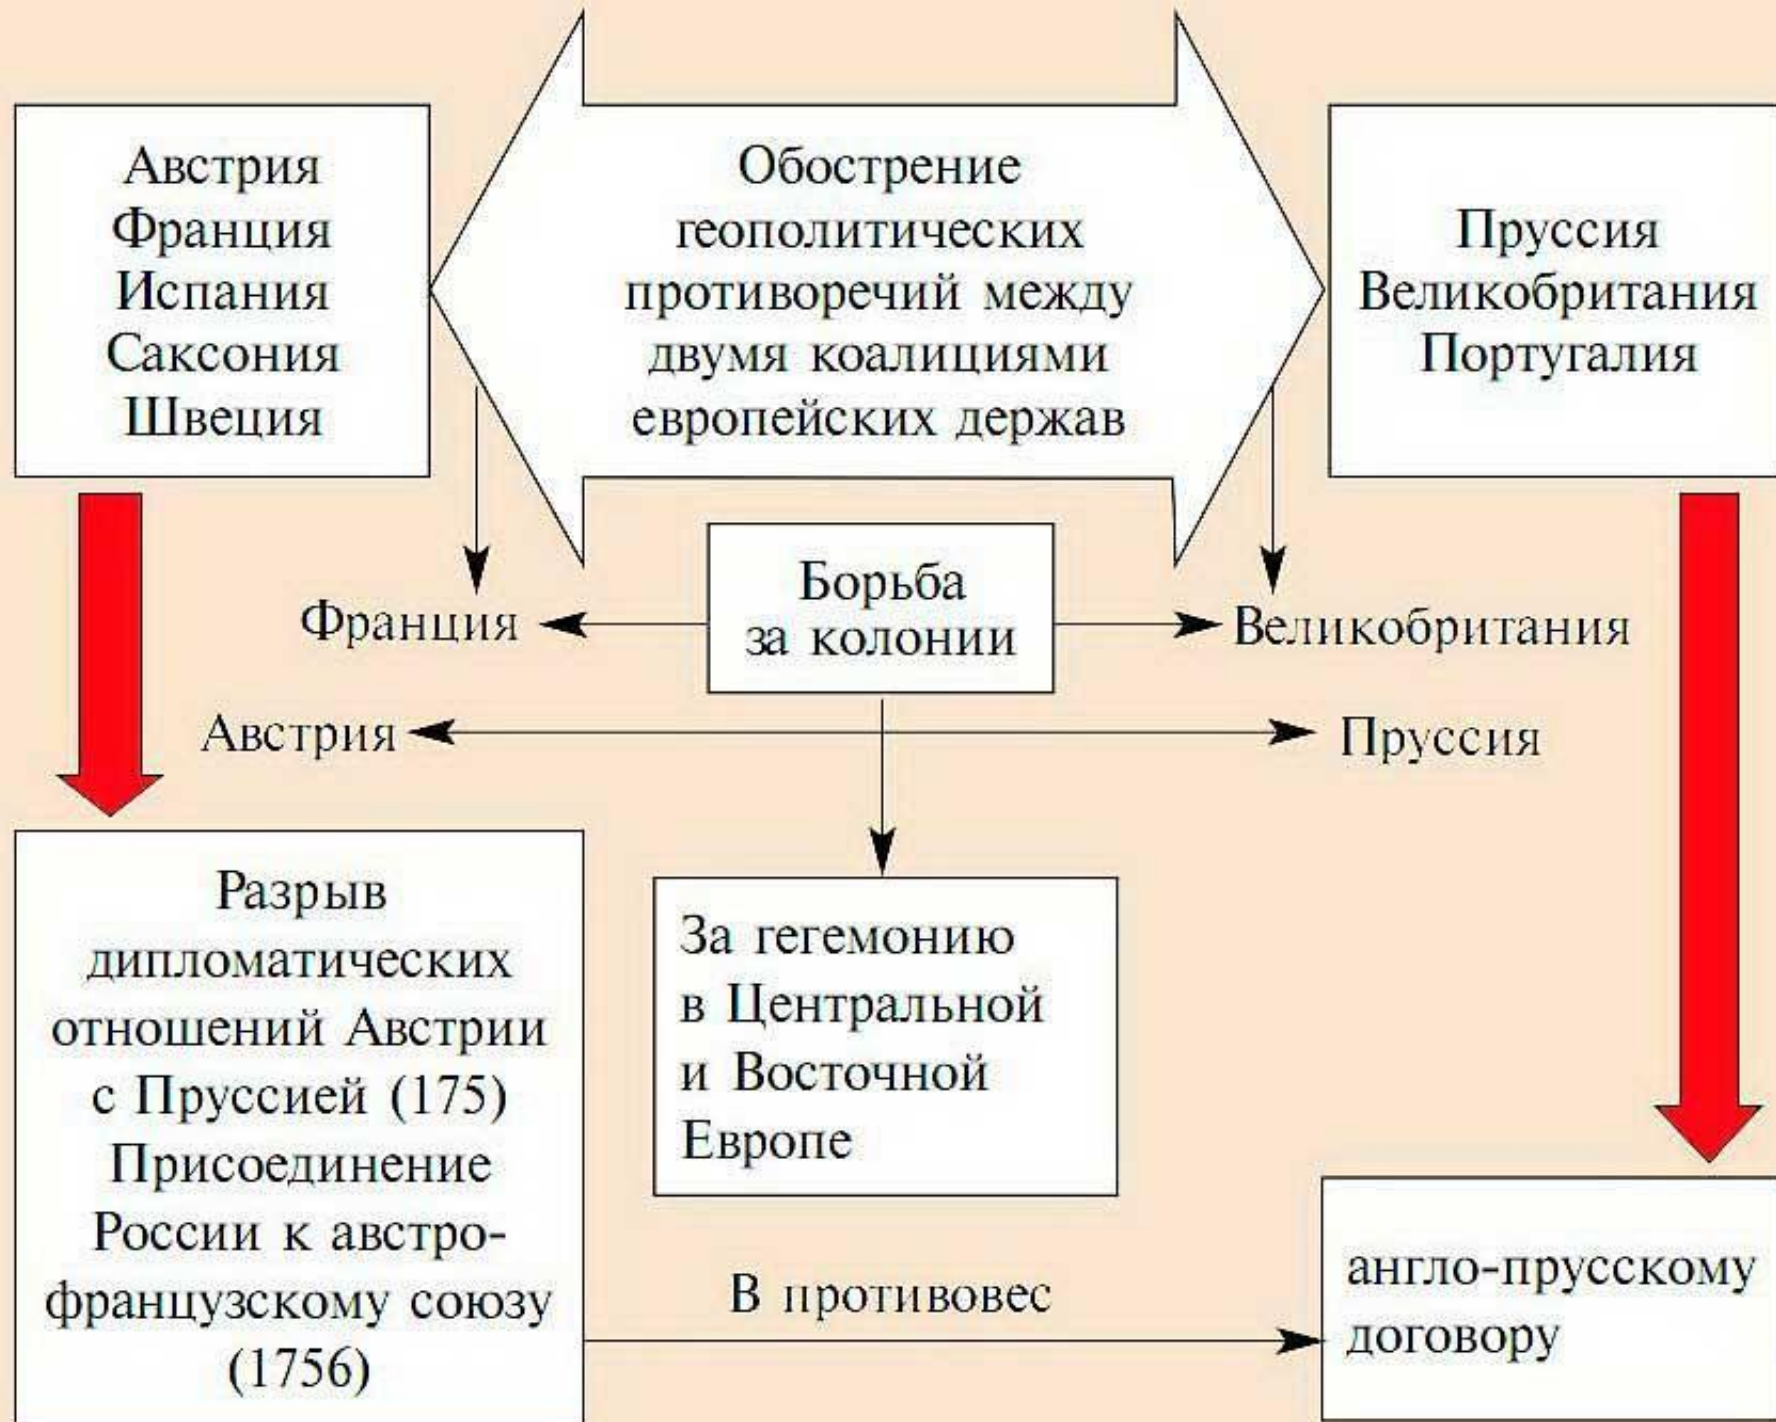 Австрия
Франция
Испания
Саксония
Швеция
Обострение
геополитических
противоречий между
двумя коалициями
европейских держав
Пруссия
Великобритания
Португалия
Борьба
за колонии
Франция
Великобритания
Австрия
Пруссия
Разрыв
дипломатических
отношений Австрии
с Пруссией (175)
Присоединение
России к австро-
французскому союзу
(1756)
За гегемонию
в Центральной
и Восточной
Европе
В противовес
англо-прусскому
договору